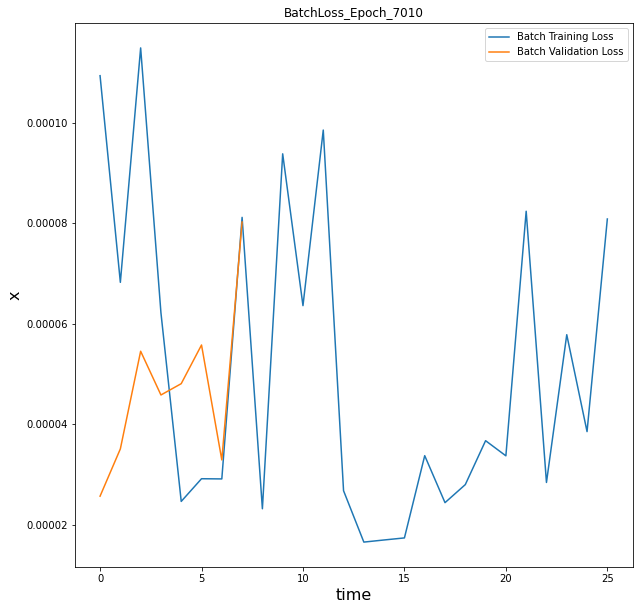 BatchLoss_Epoch_7010
Batch Training Loss
Batch Validation Loss
0.00010
0.00008
0.00006
0.00004
0.00002
x
0 5 10 15 20 25
time